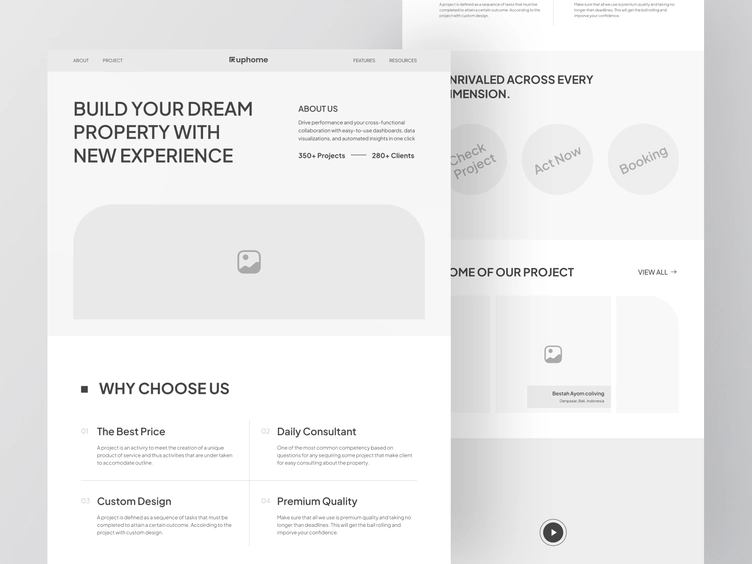 ABOUT
PROJECT
ruphome
FEATURES
RESOURCES
BUILD YOUR DREAM
PROPERTY WITH
NEW EXPERIENCE
ABOUT US
Drive performence and your cross-functional
collaboration with easy-to-use dashboards, data
visualizations, and automated insights in one click
350+ Projects
280+ Clients
WHY CHOOSE US
01 The Best Price
A project is an activity to meet the creation of a unique
product of service and thus activities that are under taken
to accomodate outline.
02 Daily Consultant
One of the most common competency based on
questions for any sequiring some project that make client
for easy consulting about the property.
03 Custom Design
A project is a defined as a sequence of tasks that must be
completed to attain a certain outcome. According to the
project with custom design.
04 Premium Quality
Make sure that all we use is premium quality and taking no
longer than deadlines. This will get the ball rolling and
imporve your confidence.
A project is a defined as a sequence of tasks that must be
completed to attain a certain outcome. According to the
project with custom design.
Make sure that all we use is premium quality and taking no
longer than deadlines. This will get the ball rolling and
imporve your confidence.
NRIVALED ACROSS EVERY
IMENSION.
Check
Project
Act Now
Booking
OME OF OUR PROJECT
VIEW ALL →
Bestah Ayom coliving
Denpasar, Bali, Indonesia